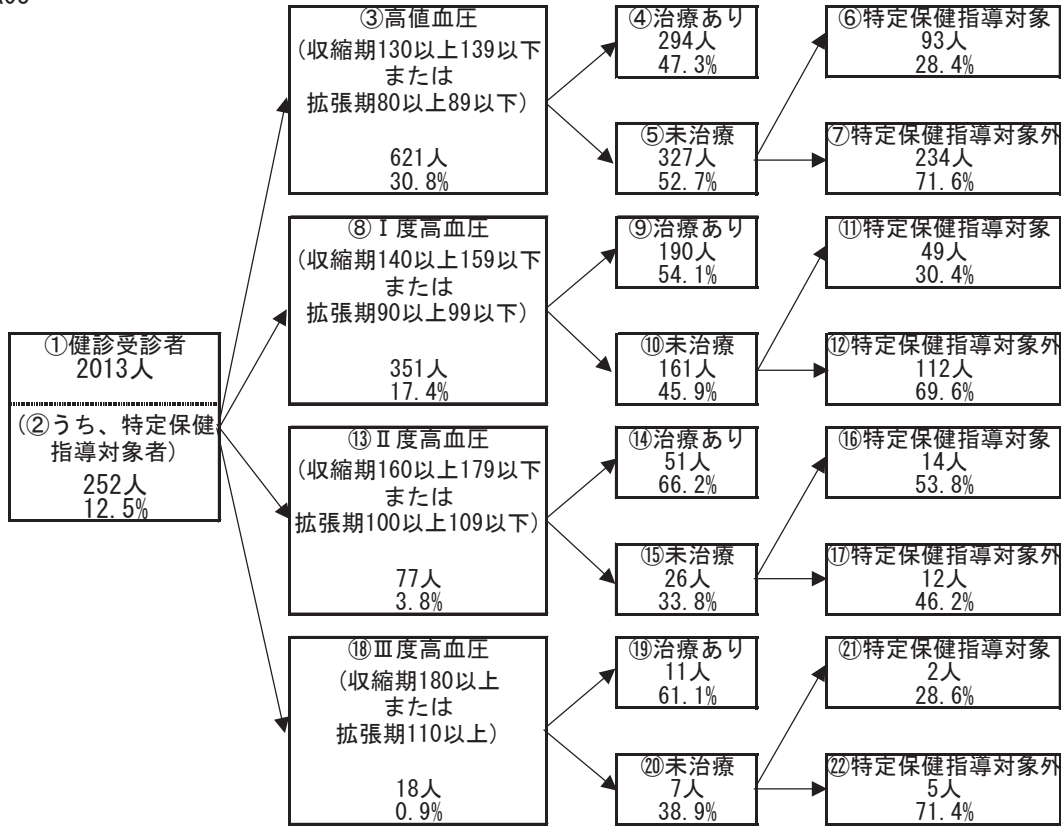 ①健診受診者
2013人
(②うち、特定保健
指導対象者)
252人
12.5%
③高値血圧
(収縮期130以上139以下
または
拡張期80以上89以下)
621人
30.8%
④治療あり
294人
47.3%
⑤未治療
327人
52.7%
⑥特定保健指導対象
93人
28.4%
⑦特定保健指導対象外
234人
71.6%
⑧Ⅰ度高血圧
(収縮期140以上159以下
または
拡張期90以上99以下)
351人
17.4%
⑨治療あり
190人
54.1%
⑩未治療
161人
45.9%
⑪特定保健指導対象
49人
30.4%
⑫特定保健指導対象外
112人
69.6%
⑬Ⅱ度高血圧
(収縮期160以上179以下
または
拡張期100以上109以下)
77人
3.8%
⑭治療あり
51人
66.2%
⑮未治療
26人
33.8%
⑯特定保健指導対象
14人
53.8%
⑰特定保健指導対象外
12人
46.2%
⑱Ⅲ度高血圧
(収縮期180以上
または
拡張期110以上)
18人
0.9%
⑲治療あり
11人
61.1%
⑳未治療
7人
38.9%
㉑特定保健指導対象
2人
28.6%
㉒特定保健指導対象外
5人
71.4%